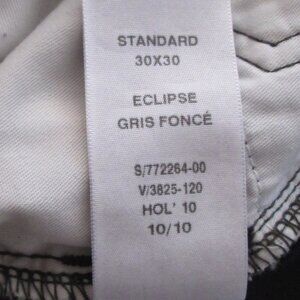 STANDARD
30X30
ECLIPSE
GRIS FONCÉ
S/772264-00
V/3825-120
HOL' 10
10/10